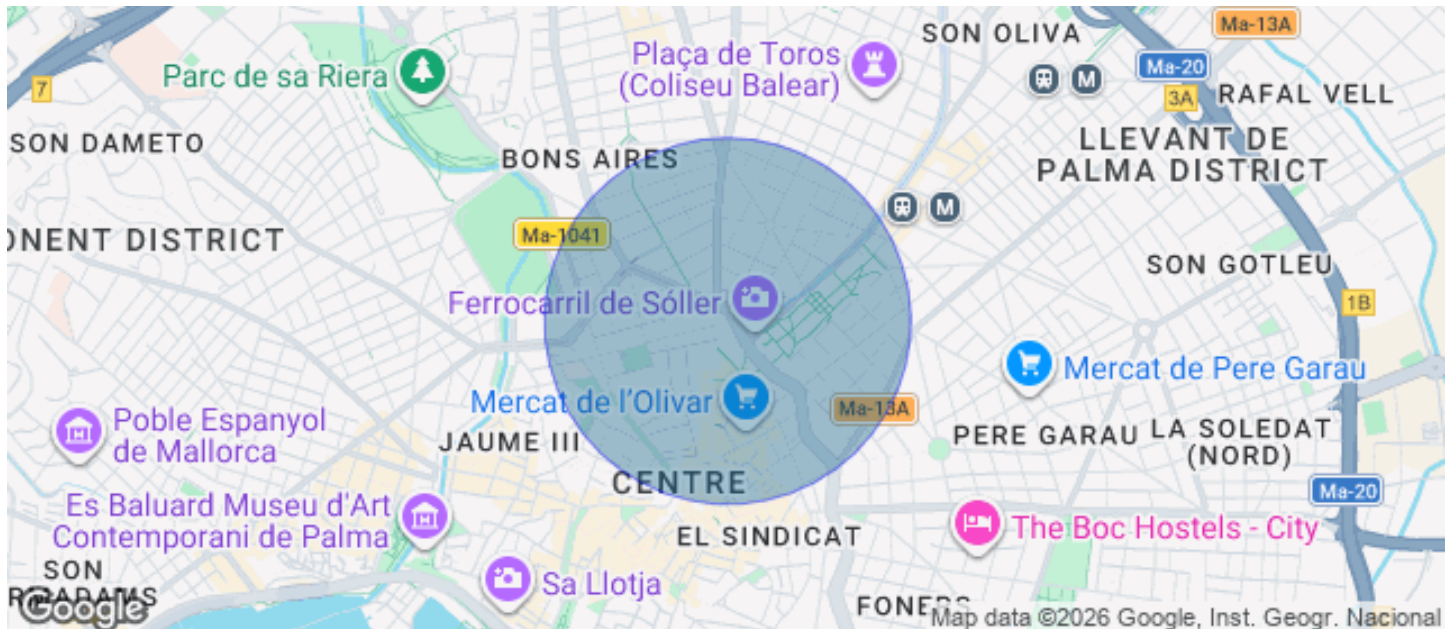 Ma-13A
SON OLIVA
Plaça de Toros
(Coliseu Balear)
Parc de sa Riera
Ma-20
M
7
3A
RAFAL VELL
SON DAMETO
LLEVANT DE
PALMA DISTRICT
BONS AIRES
M
Ma-1041
ONENT DISTRICT
SON GOTLEU
Ferrocarril de Sóller
1B
Mercat de Pere Garau
Mercat de l'Olivar
Ma-13A
Poble Espanyol
de Mallorca
JAUME III
PERE GARAU
LA SOLEDAT
(NORD)
CENTRE
Ma-20
Es Baluard Museu d'Art
Contemporani de Palma
EL SINDICAT
The Boc Hostels - City
SON
Sa Llotja
Google
FONERS
Map data ©2026 Google, Inst. Geogr. Nacional